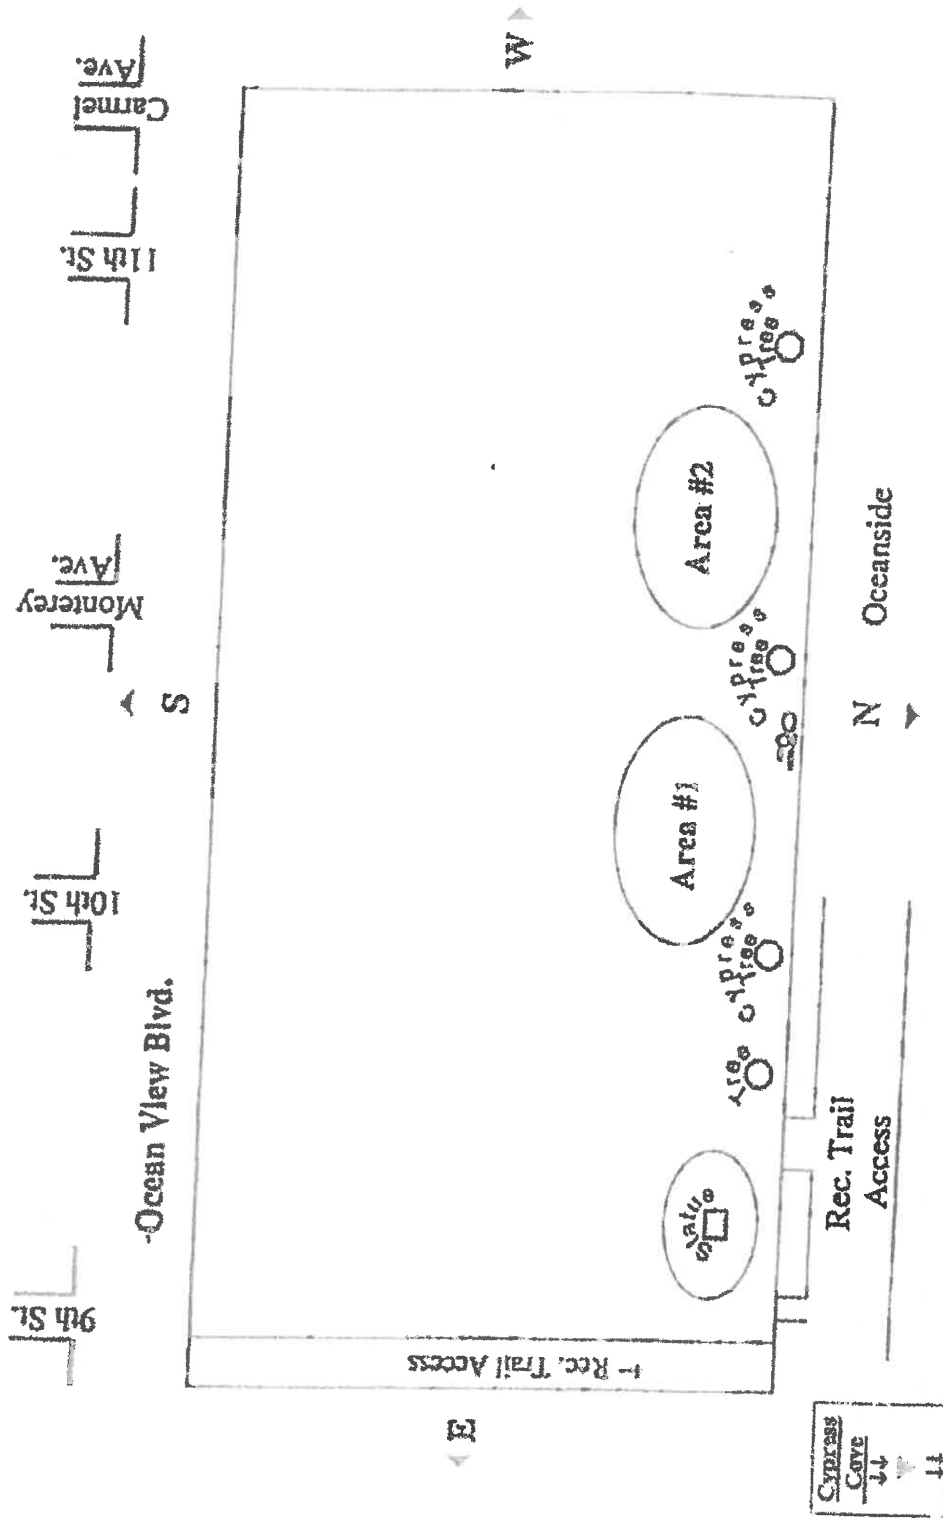 9th St.
10th St.
Monterey
Ave.
11th St.
Carmel
Ave.
-Ocean View Blvd.
S
E
W
N
Rec. Trail Access
Statue
Tree
Cypress
Tree
Area #1
Cypress
Tree
Area #2
Cypress
Tree
Rec. Trail
Access
Oceanside
Cypress
Cove